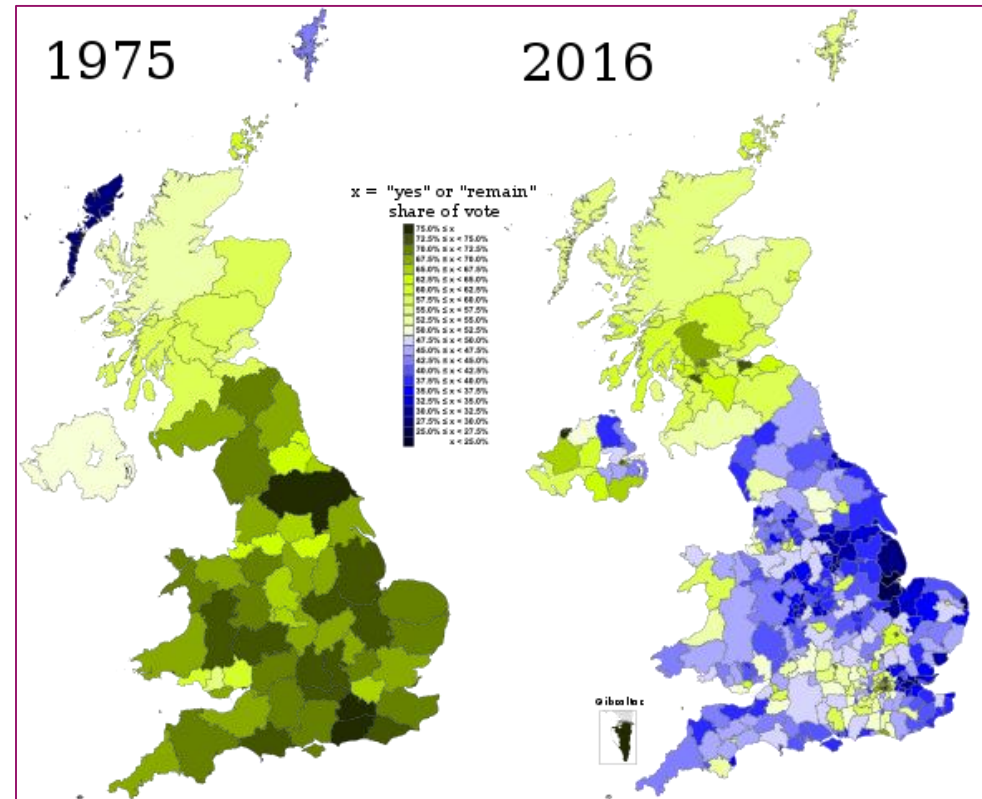 1975
2016
x = "yes" or "remain"
share of vote
75.0% ≤ x
72.5% ≤ x < 75.0%
70.0% ≤ x < 72.5%
67.5% ≤ x < 70.0%
65.0% ≤ x < 67.5%
62.5% ≤ x < 65.0%
60.0% ≤ x < 62.5%
57.5% ≤ x < 60.0%
55.0% ≤ x < 57.5%
52.5% ≤ x < 55.0%
50.0% ≤ x < 52.5%
47.5% ≤ x < 50.0%
45.0% ≤ x < 47.5%
42.5% ≤ x < 45.0%
40.0% ≤ x < 42.5%
37.5% ≤ x < 40.0%
35.0% ≤ x < 37.5%
32.5% ≤ x < 35.0%
30.0% ≤ x < 32.5%
27.5% ≤ x < 30.0%
25.0% ≤ x < 27.5%
x < 25.0%
Gibraltar